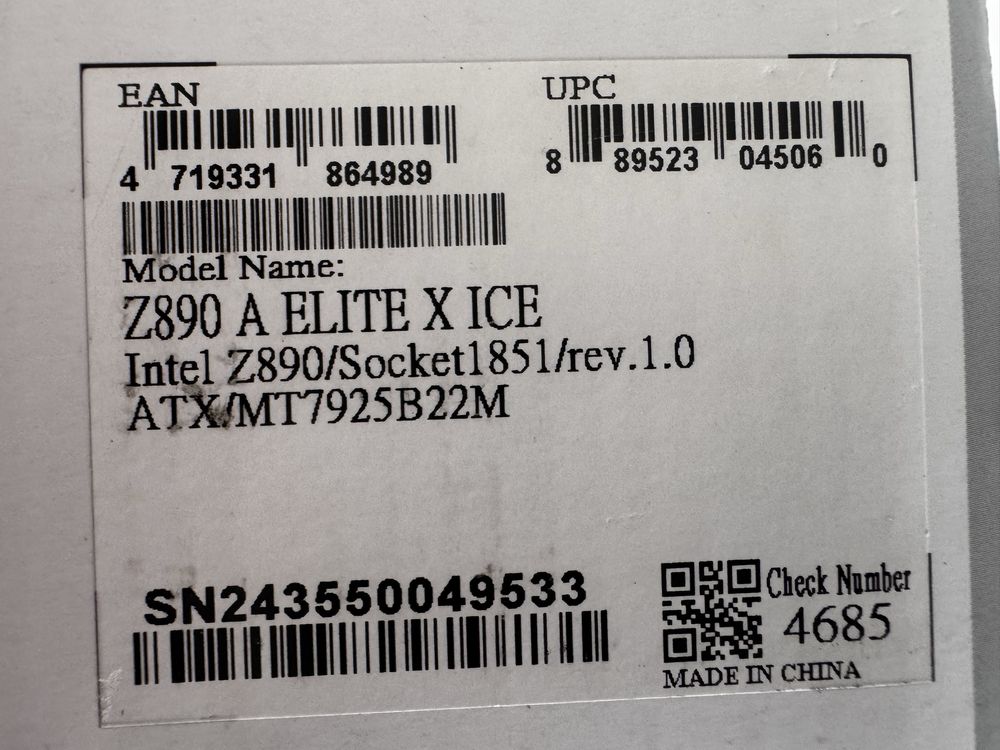 EAN
4 719331 864989
UPC
8 89523 04506 0
Model Name:
Z890 A ELITE X ICE
Intel Z890/Socket1851/rev.1.0
ATX/MT7925B22M
SN243550049533
Check Number
4685
MADE IN CHINA